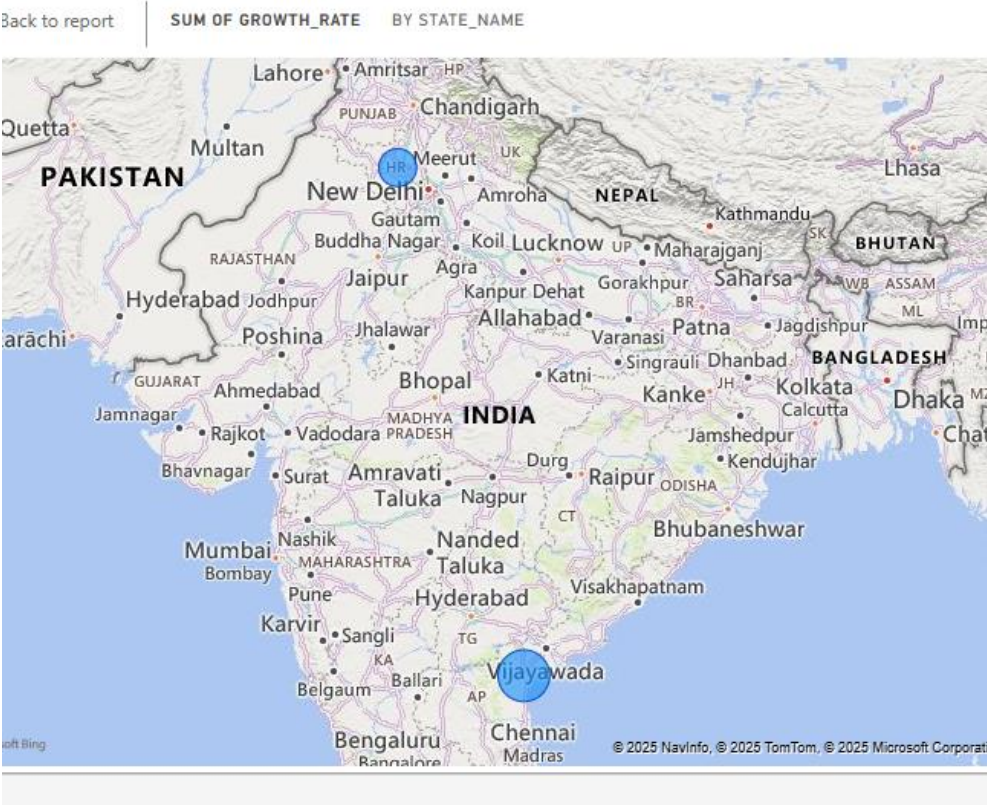 Back to report
SUM OF GROWTH_RATE BY STATE_NAME
Lahore Amritsar HP
PUNJAB Chandigarh
Quetta
Multan
PAKISTAN
HR Meerut UK
New Delhi Amroha
NEPAL
Lhasa
Gautam
Buddha Nagar
Koil Lucknow UP Maharajganj
Kathmandu
SK BHUTAN
RAJASTHAN
Jaipur Agra
Gorakhpur Saharsa WB ASSAM
Hyderabad Jodhpur
Kanpur Dehat
BR
ML
Allahabad
Varanasi Patna Jagdishpur
Poshina Jhalawar
Singrauli Dhanbad BANGLADESH
GUJARAT
Ahmedabad
Bhopal
Katni
Kanke JH Kolkata
Calcutta
Dhaka
Jamnagar
Rajkot Vadodara
MADHYA
PRADESH
INDIA
Jamshedpur
Bhavnagar
Surat
Amravati
Taluka
Nagpur
Durg Raipur
Kendujhar
ODISHA
CT
Bhubaneshwar
Nashik
Mumbai
Bombay
MAHARASHTRA
Nanded
Taluka
Pune
Hyderabad
Visakhapatnam
Karvir Sangli
TG
KA
Vijayawada
Belgaum Ballari
AP
Bengaluru
Bangalore
Chennai
Madras
soft Bing
© 2025 NavInfo, © 2025 TomTom, © 2025 Microsoft Corporati